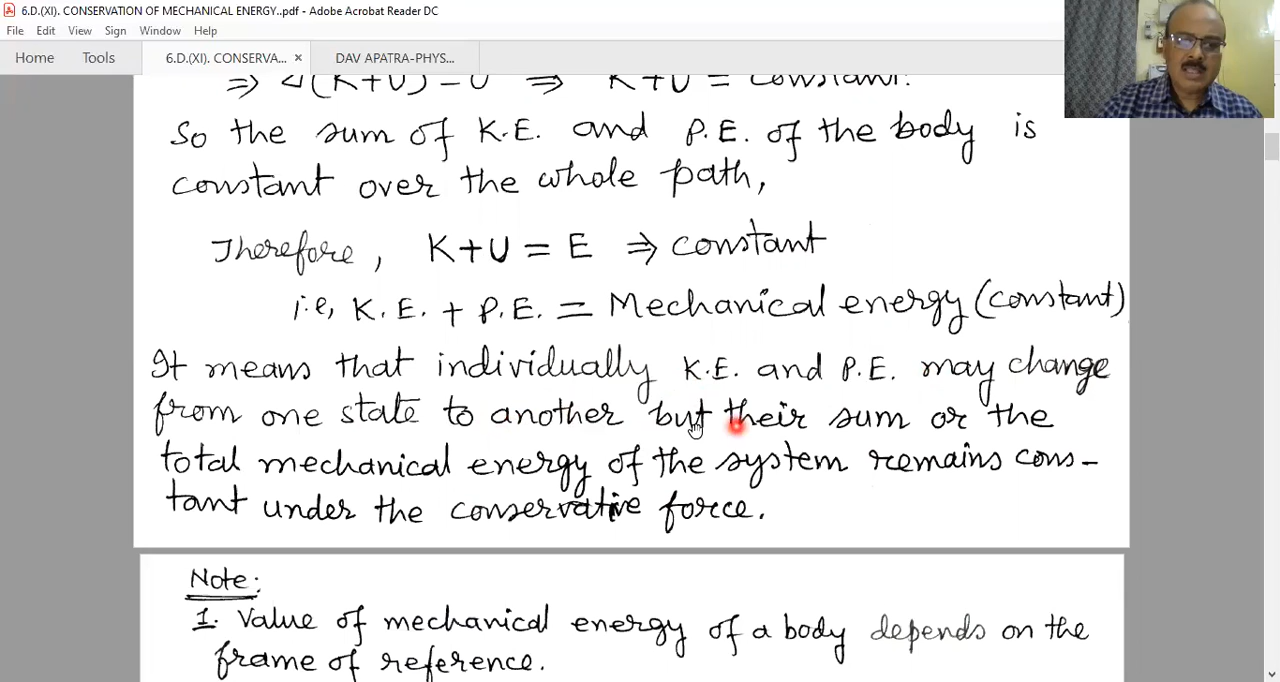 6.D.(XI). CONSERVATION OF MECHANICAL ENERGY..pdf - Adobe Acrobat Reader DC
File Edit View Sign Window Help
Home Tools 6.D.(XI). CONSERVA... × DAV APATRA-PHYS...
⇒ Δ(K+U) = 0 ⇒ K+U = constant.
So the sum of K.E. and P.E. of the body is
constant over the whole path,
Therefore, K+U = E ⇒ constant
i.e, K.E. + P.E. = Mechanical energy (constant)
It means that individually K.E. and P.E. may change
from one state to another but their sum or the
total mechanical energy of the system remains cons-
tant under the conservative force.
Note:
1. Value of mechanical energy of a body depends on the
frame of reference.